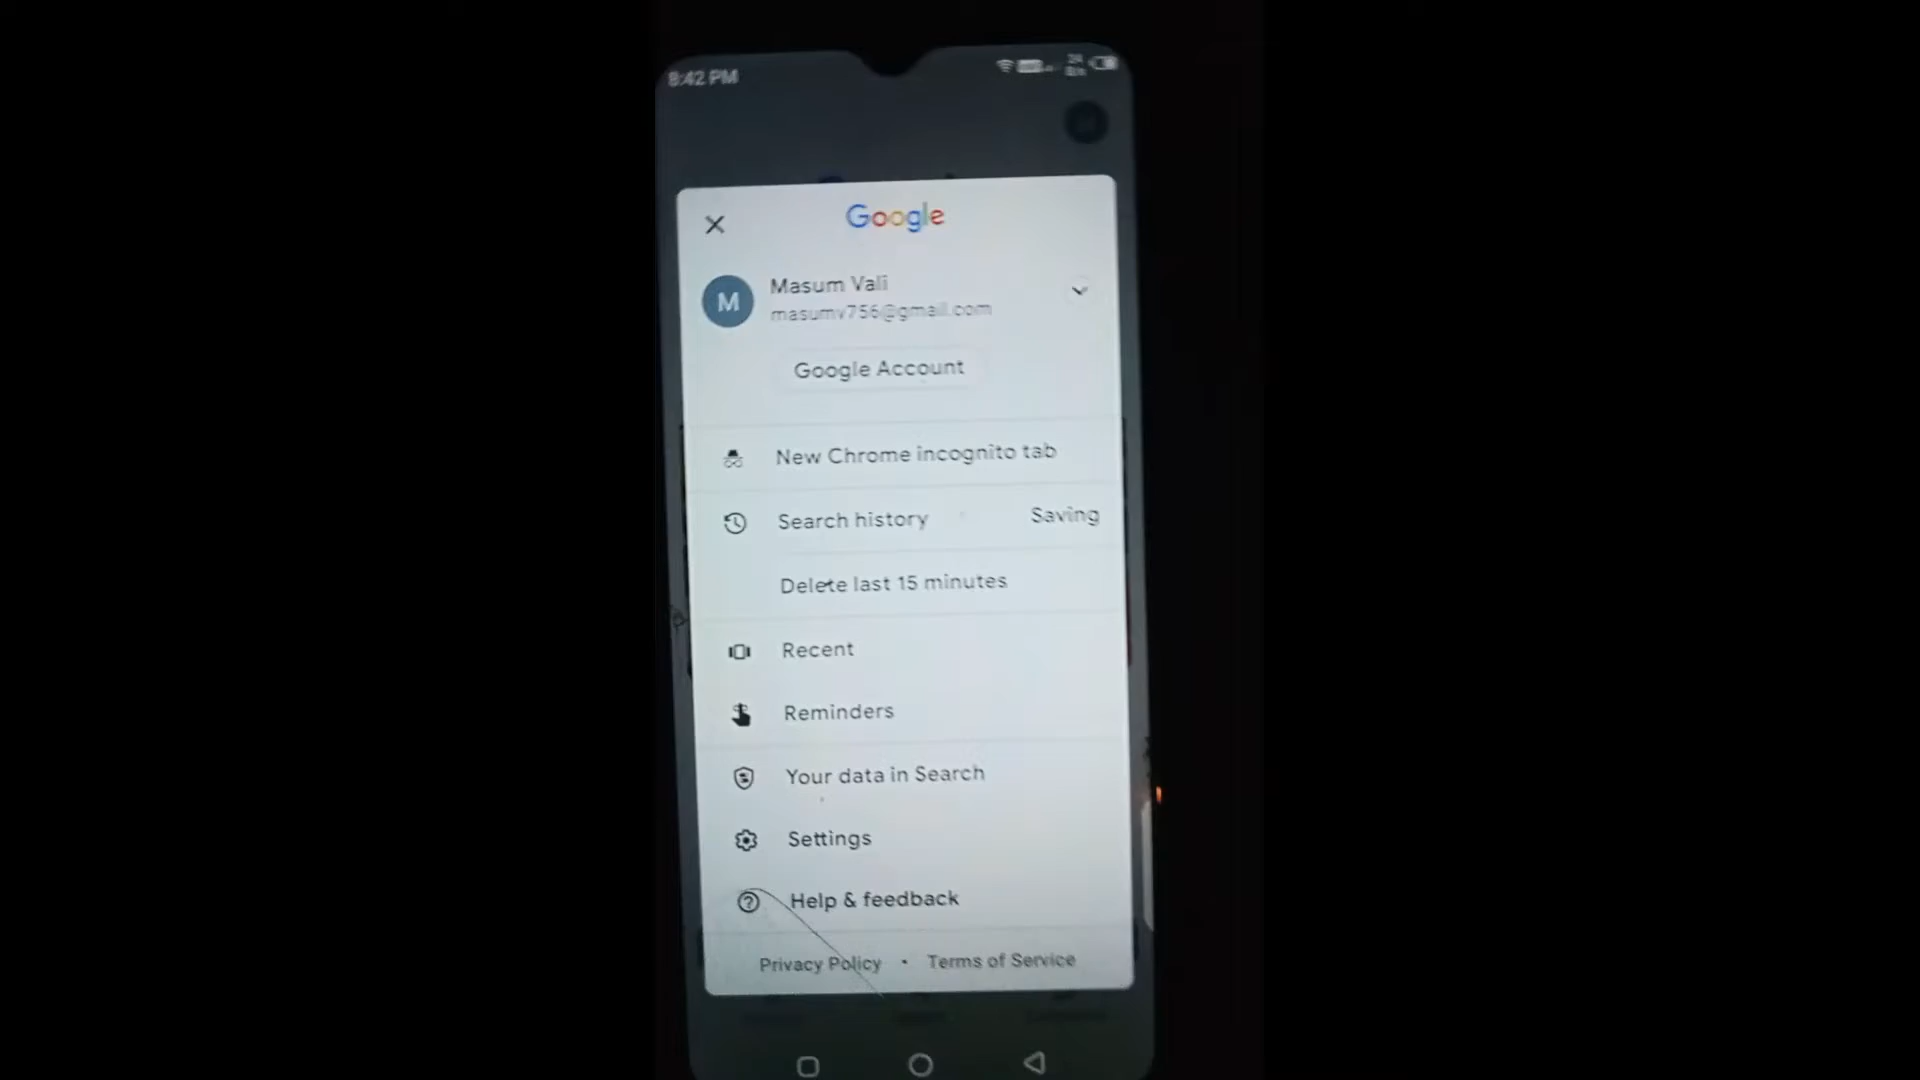 8:42 PM
Google
M
Masum Vali
masumv756@gmail.com
Google Account
New Chrome incognito tab
Search history
Saving
Delete last 15 minutes
Recent
Reminders
Your data in Search
Settings
Help & feedback
Privacy Policy • Terms of Service